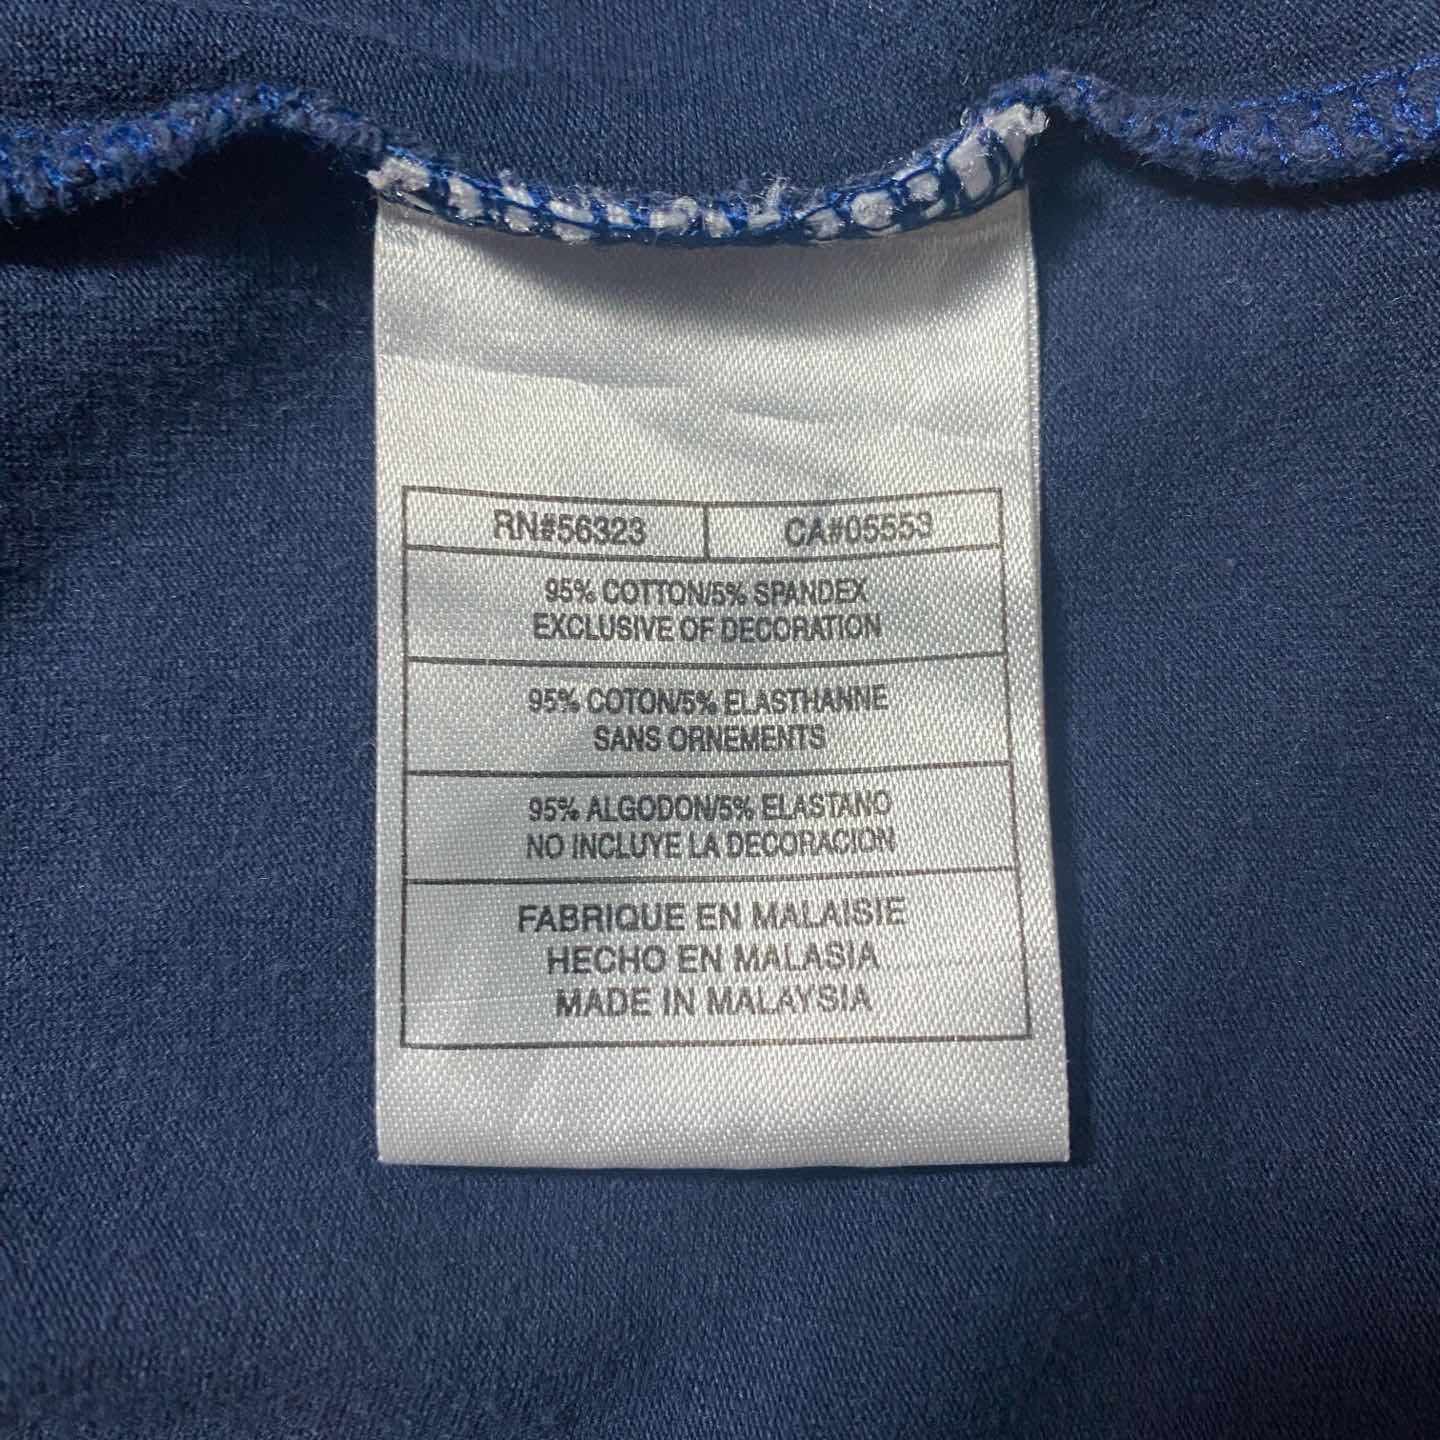 RN#56323 CA#05553
95% COTTON/5% SPANDEX
EXCLUSIVE OF DECORATION
95% COTON/5% ELASTHANNE
SANS ORNEMENTS
95% ALGODON/5% ELASTANO
NO INCLUYE LA DECORACION
FABRIQUE EN MALAISIE
HECHO EN MALASIA
MADE IN MALAYSIA